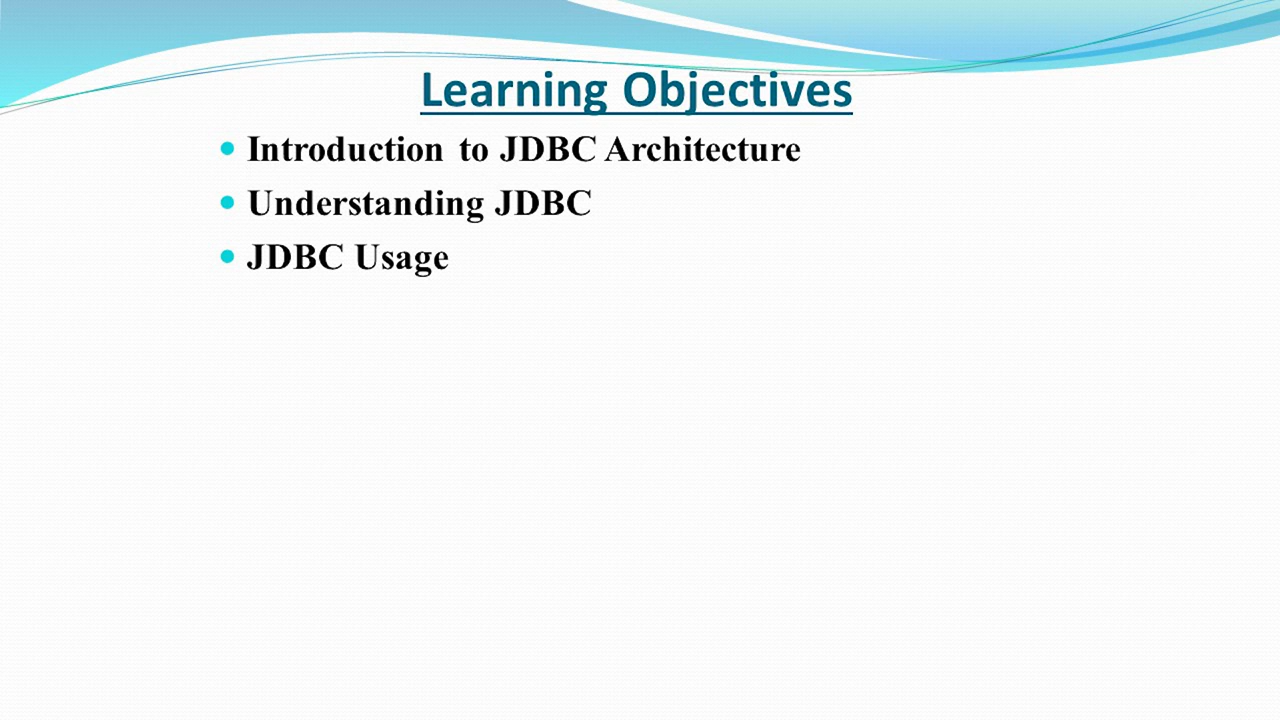 Learning Objectives
Introduction to JDBC Architecture
Understanding JDBC
JDBC Usage